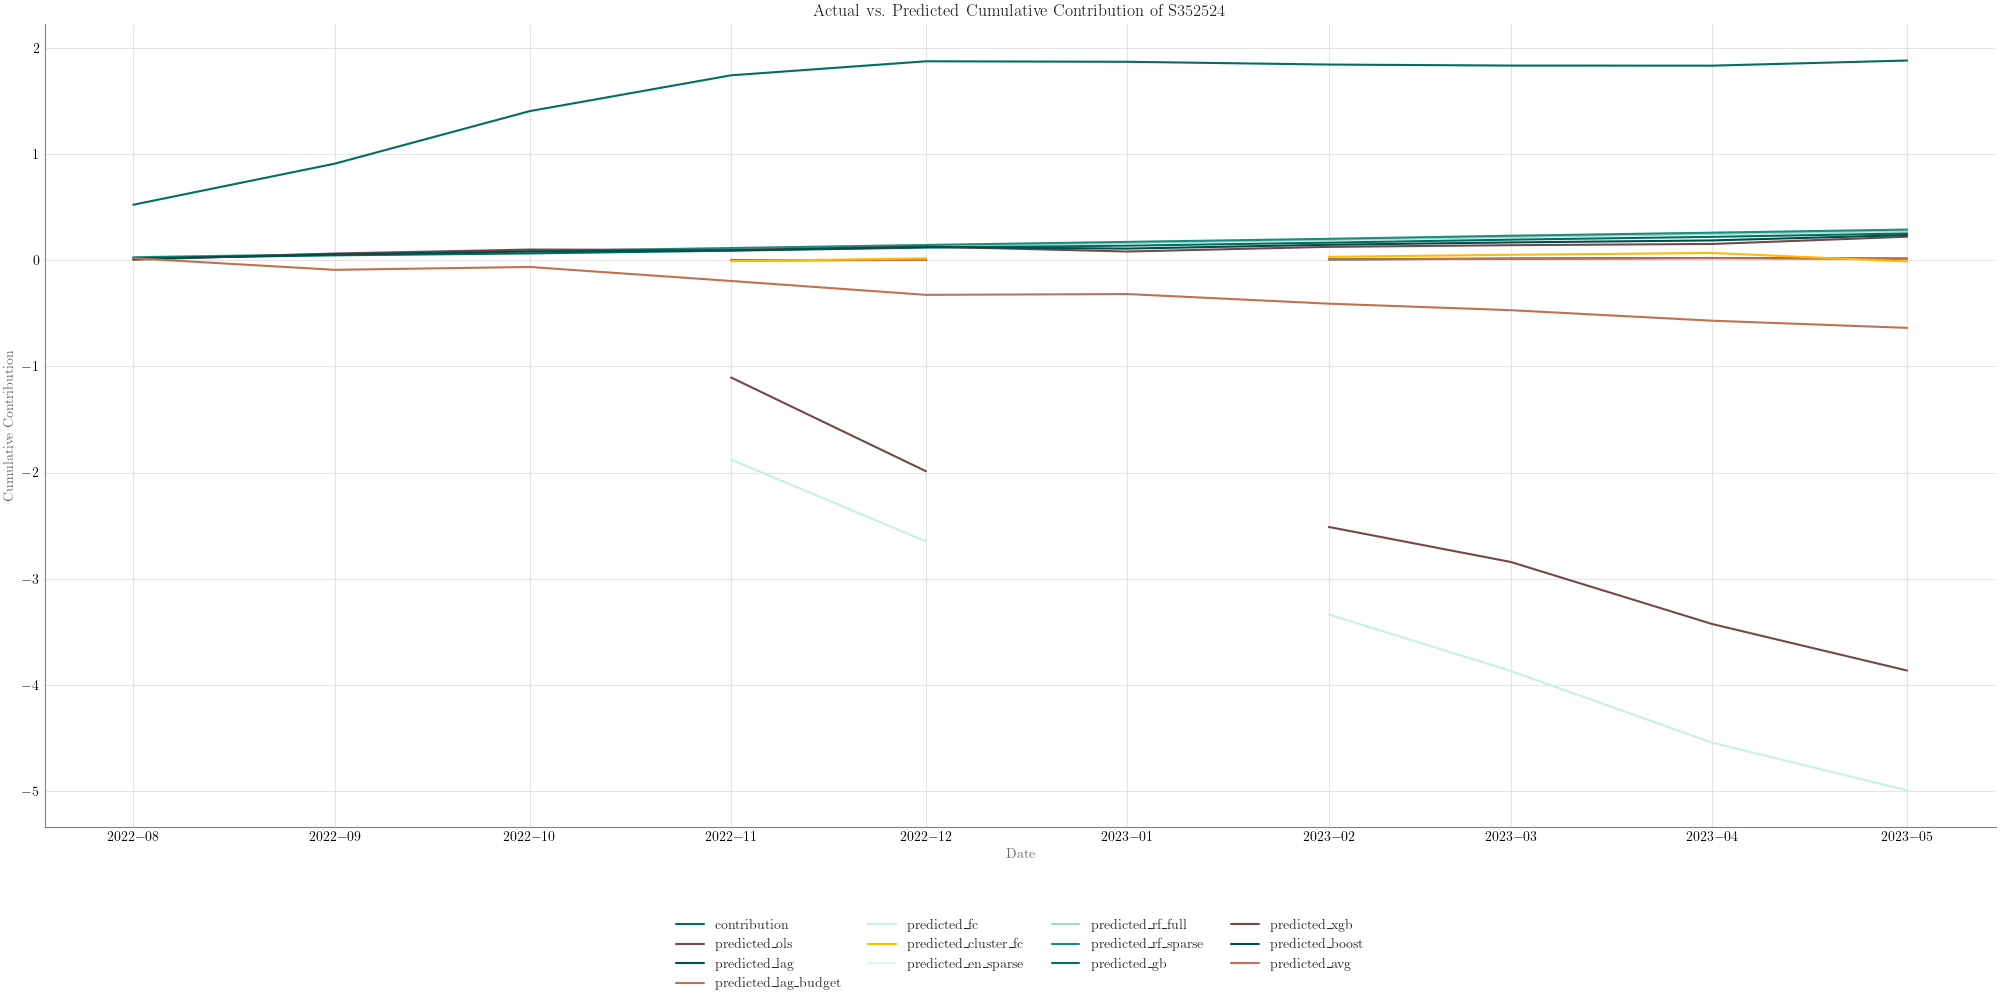 Actual vs. Predicted Cumulative Contribution of S352524
Cumulative Contribution
2
1
0
−1
−2
−3
−4
−5
2022−08 2022−09 2022−10 2022−11 2022−12 2023−01 2023−02 2023−03 2023−04 2023−05
Date
contribution predicted_fc predicted_rf_full predicted_xgb
predicted_ols predicted_cluster_fc predicted_rf_sparse predicted_boost
predicted_lag predicted_en_sparse predicted_gb predicted_avg
predicted_lag_budget